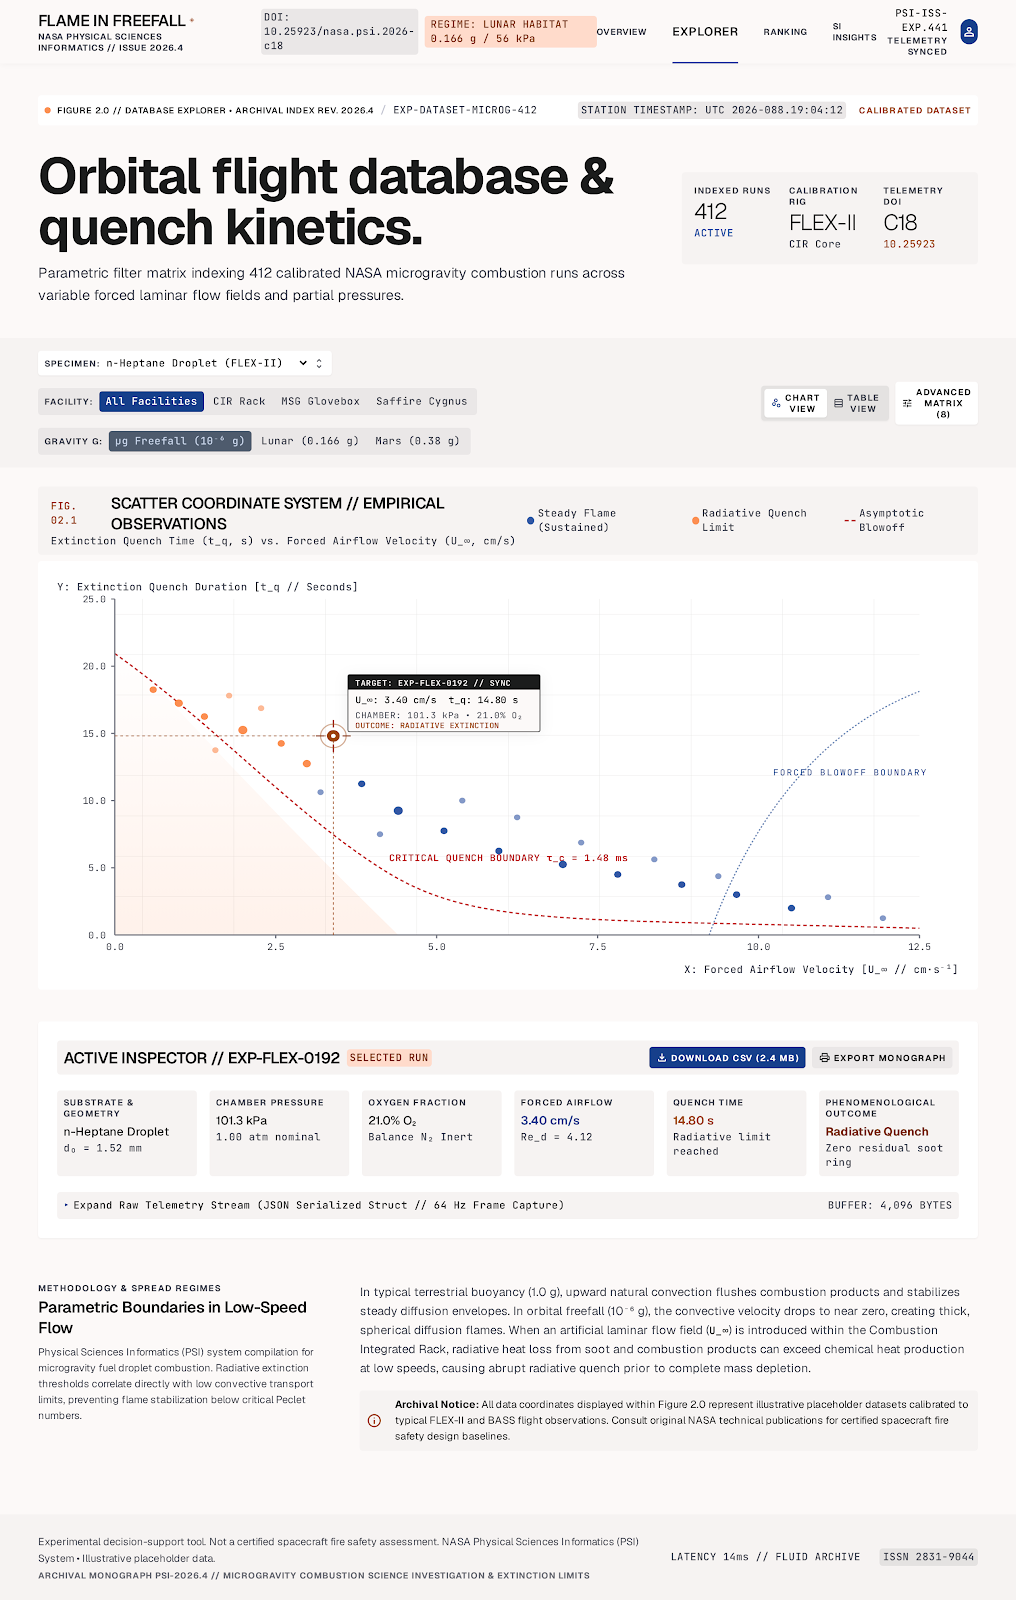 FLAME IN FREEFALL
NASA PHYSICAL SCIENCES
INFORMATICS // ISSUE 2026.4
DOI:
10.25923/nasa.psi.2026-
c18
REGIME: LUNAR HABITAT
0.166 g / 56 kPa
OVERVIEW
EXPLORER
RANKING
SI
INSIGHTS
PSI-ISS-
EXP.441
TELEMETRY
SYNCED
FIGURE 2.0 // DATABASE EXPLORER • ARCHIVAL INDEX REV. 2026.4 / EXP-DATASET-MICROG-412
STATION TIMESTAMP: UTC 2026-088.19:04:12
CALIBRATED DATASET
Orbital flight database &
quench kinetics.
Parametric filter matrix indexing 412 calibrated NASA microgravity combustion runs across
variable forced laminar flow fields and partial pressures.
INDEXED RUNS
412
ACTIVE
CALIBRATION
RIG
FLEX-II
CIR Core
TELEMETRY
DOI
C18
10.25923
SPECIMEN: n-Heptane Droplet (FLEX-II)
FACILITY: All Facilities CIR Rack MSG Glovebox Saffire Cygnus
GRAVITY G: µg Freefall (10⁻⁶ g) Lunar (0.166 g) Mars (0.38 g)
CHART
VIEW
TABLE
VIEW
ADVANCED
MATRIX
(8)
FIG.
02.1
SCATTER COORDINATE SYSTEM // EMPIRICAL
OBSERVATIONS
Extinction Quench Time (t_q, s) vs. Forced Airflow Velocity (U_∞, cm/s)
Steady Flame
(Sustained)
Radiative Quench
Limit
Asymptotic
Blowoff
Y: Extinction Quench Duration [t_q // Seconds]
25.0
20.0
15.0
10.0
5.0
0.0
TARGET: EXP-FLEX-0192 // SYNC
U_∞: 3.40 cm/s t_q: 14.80 s
CHAMBER: 101.3 kPa • 21.0% O₂
OUTCOME: RADIATIVE EXTINCTION
FORCED BLOWOFF BOUNDARY
CRITICAL QUENCH BOUNDARY τ_c = 1.48 ms
0.0 2.5 5.0 7.5 10.0 12.5
X: Forced Airflow Velocity [U_∞ // cm·s⁻¹]
ACTIVE INSPECTOR // EXP-FLEX-0192
SELECTED RUN
DOWNLOAD CSV (2.4 MB)
EXPORT MONOGRAPH
SUBSTRATE &
GEOMETRY
n-Heptane Droplet
d₀ = 1.52 mm
CHAMBER PRESSURE
101.3 kPa
1.00 atm nominal
OXYGEN FRACTION
21.0% O₂
Balance N₂ Inert
FORCED AIRFLOW
3.40 cm/s
Re_d = 4.12
QUENCH TIME
14.80 s
Radiative limit
reached
PHENOMENOLOGICAL
OUTCOME
Radiative Quench
Zero residual soot
ring
Expand Raw Telemetry Stream (JSON Serialized Struct // 64 Hz Frame Capture)
BUFFER: 4,096 BYTES
METHODOLOGY & SPREAD REGIMES
Parametric Boundaries in Low-Speed
Flow
Physical Sciences Informatics (PSI) system compilation for
microgravity fuel droplet combustion. Radiative extinction
thresholds correlate directly with low convective transport
limits, preventing flame stabilization below critical Peclet
numbers.
In typical terrestrial buoyancy (1.0 g), upward natural convection flushes combustion products and stabilizes
steady diffusion envelopes. In orbital freefall (10⁻⁶ g), the convective velocity drops to near zero, creating thick,
spherical diffusion flames. When an artificial laminar flow field (U_∞) is introduced within the Combustion
Integrated Rack, radiative heat loss from soot and combustion products can exceed chemical heat production
at low speeds, causing abrupt radiative quench prior to complete mass depletion.
Archival Notice: All data coordinates displayed within Figure 2.0 represent illustrative placeholder datasets calibrated to
typical FLEX-II and BASS flight observations. Consult original NASA technical publications for certified spacecraft fire
safety design baselines.
Experimental decision-support tool. Not a certified spacecraft fire safety assessment. NASA Physical Sciences Informatics (PSI)
System • Illustrative placeholder data.
ARCHIVAL MONOGRAPH PSI-2026.4 // MICROGRAVITY COMBUSTION SCIENCE INVESTIGATION & EXTINCTION LIMITS
LATENCY 14ms // FLUID ARCHIVE
ISSN 2831-9044